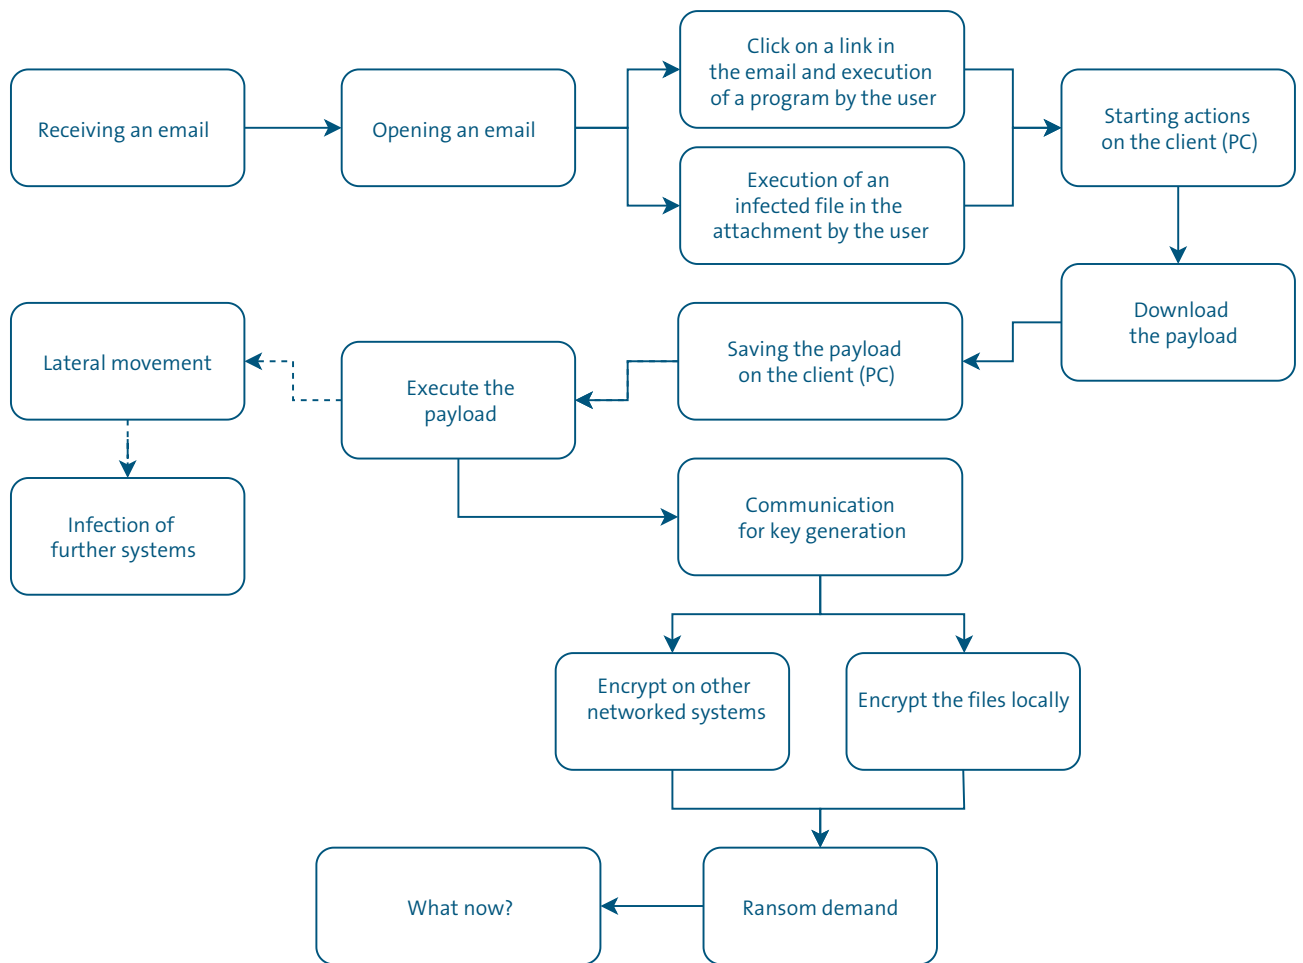 Receiving an email
Opening an email
Click on a link in
the email and execution
of a program by the user
Execution of an
infected file in the
attachment by the user
Starting actions
on the client (PC)
Download
the payload
Saving the payload
on the client (PC)
Execute the
payload
Lateral movement
Infection of
further systems
Communication
for key generation
Encrypt on other
networked systems
Encrypt the files locally
Ransom demand
What now?